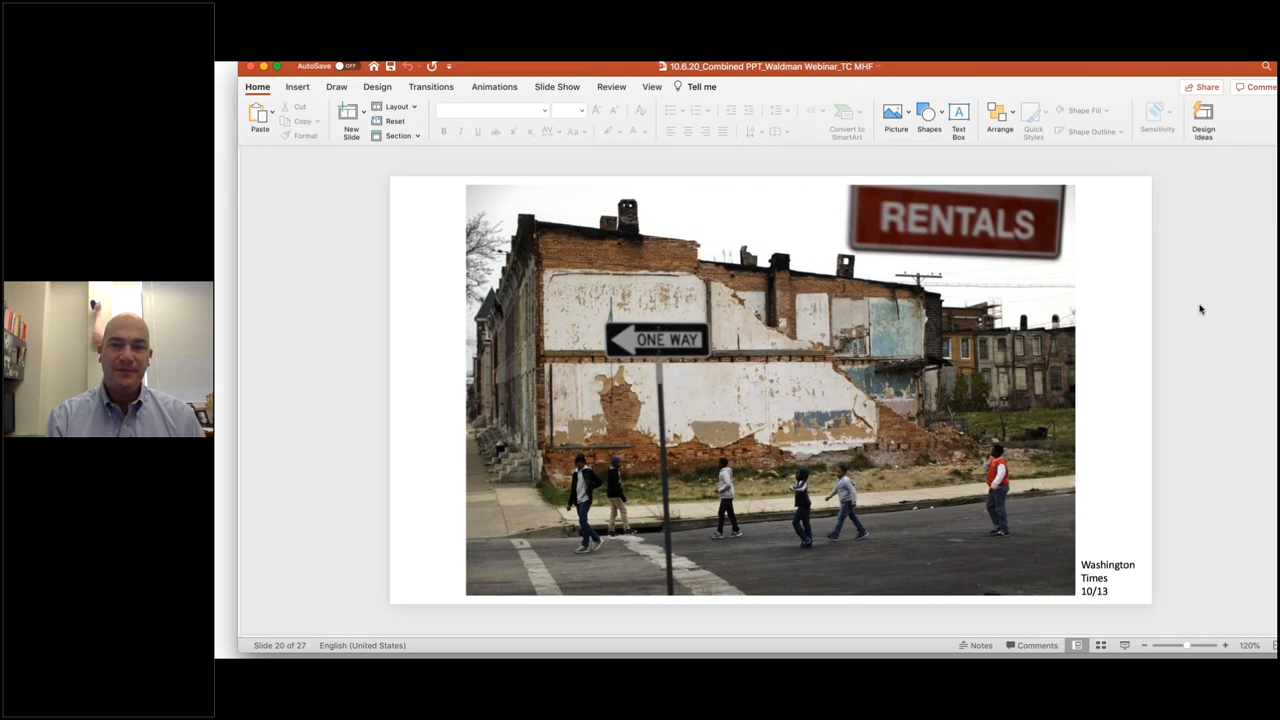 AutoSave OFF
10.6.20_Combined PPT_Waldman Webinar_TC MHF
Home Insert Draw Design Transitions Animations Slide Show Review View Tell me
Share Comme
Paste
Cut
Copy
Format
New
Slide
Layout
Reset
Section
Convert to
SmartArt
Picture
Shapes
Text
Box
Arrange
Quick
Styles
Shape Fill
Shape Outline
Sensitivity
Design
Ideas
RENTALS
ONE WAY
Washington
Times
10/13
Slide 20 of 27 English (United States) Notes Comments 120%